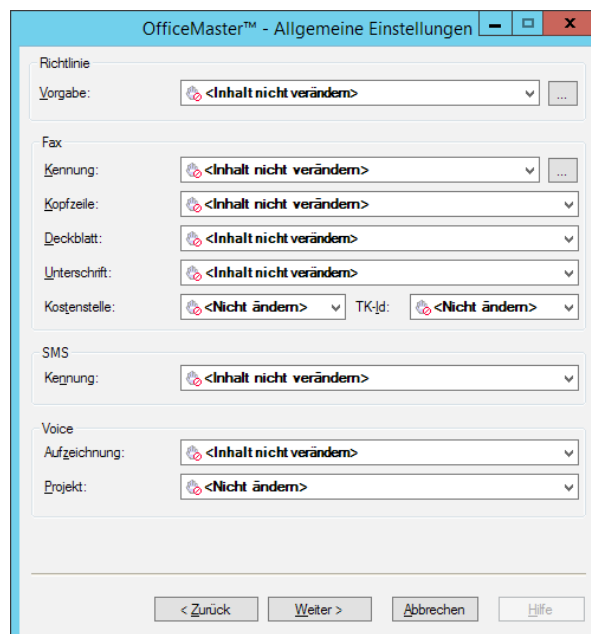 OfficeMaster™ - Allgemeine Einstellungen
Richtlinie
Vorgabe: <Inhalt nicht verändern> ...
Fax
Kennung: <Inhalt nicht verändern> ...
Kopfzeile: <Inhalt nicht verändern>
Deckblatt: <Inhalt nicht verändern>
Unterschrift: <Inhalt nicht verändern>
Kostenstelle: <Nicht ändern> TK-Id: <Nicht ändern>
SMS
Kennung: <Inhalt nicht verändern>
Voice
Aufzeichnung: <Inhalt nicht verändern>
Projekt: <Nicht ändern>
< Zurück Weiter > Abbrechen Hilfe